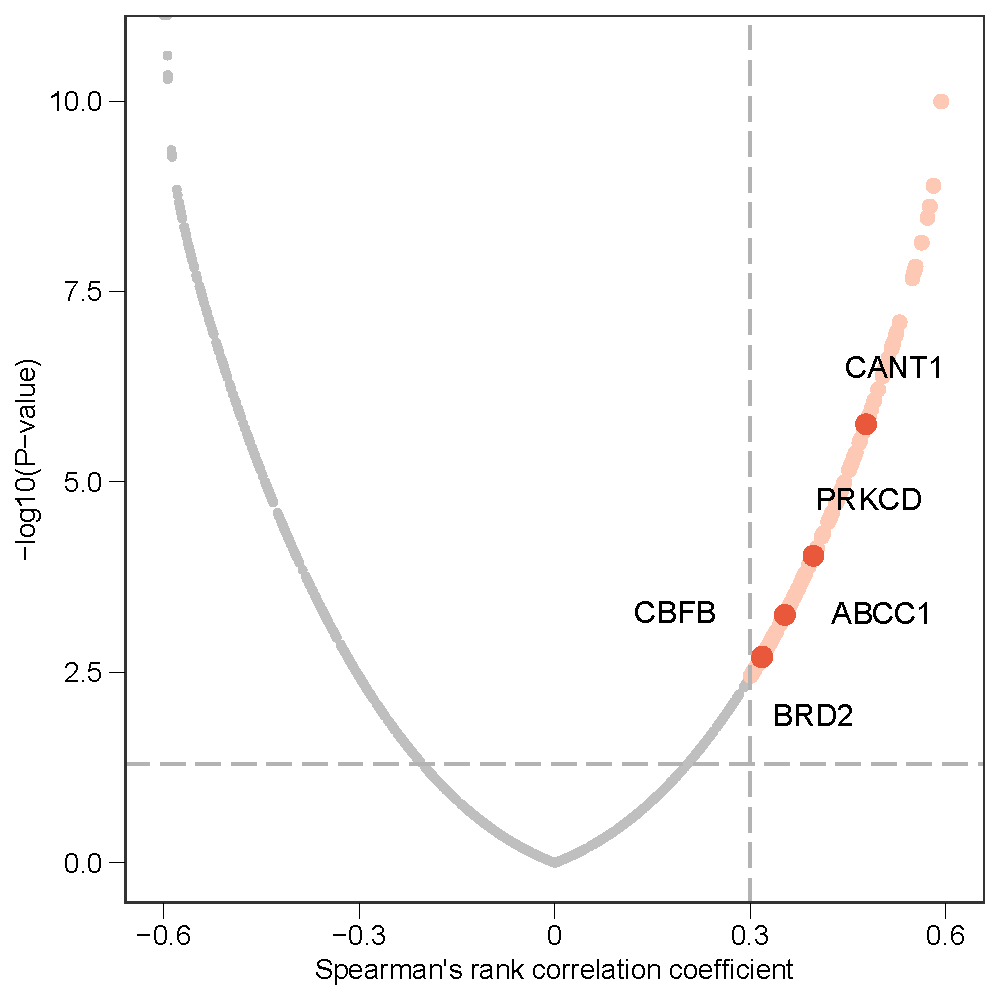 10.0
7.5
CANT1
5.0
PRKCD
CBFB
ABCC1
2.5
BRD2
0.0
−log10(P−value)
−0.6
−0.3
0
0.3
0.6
Spearman's rank correlation coefficient